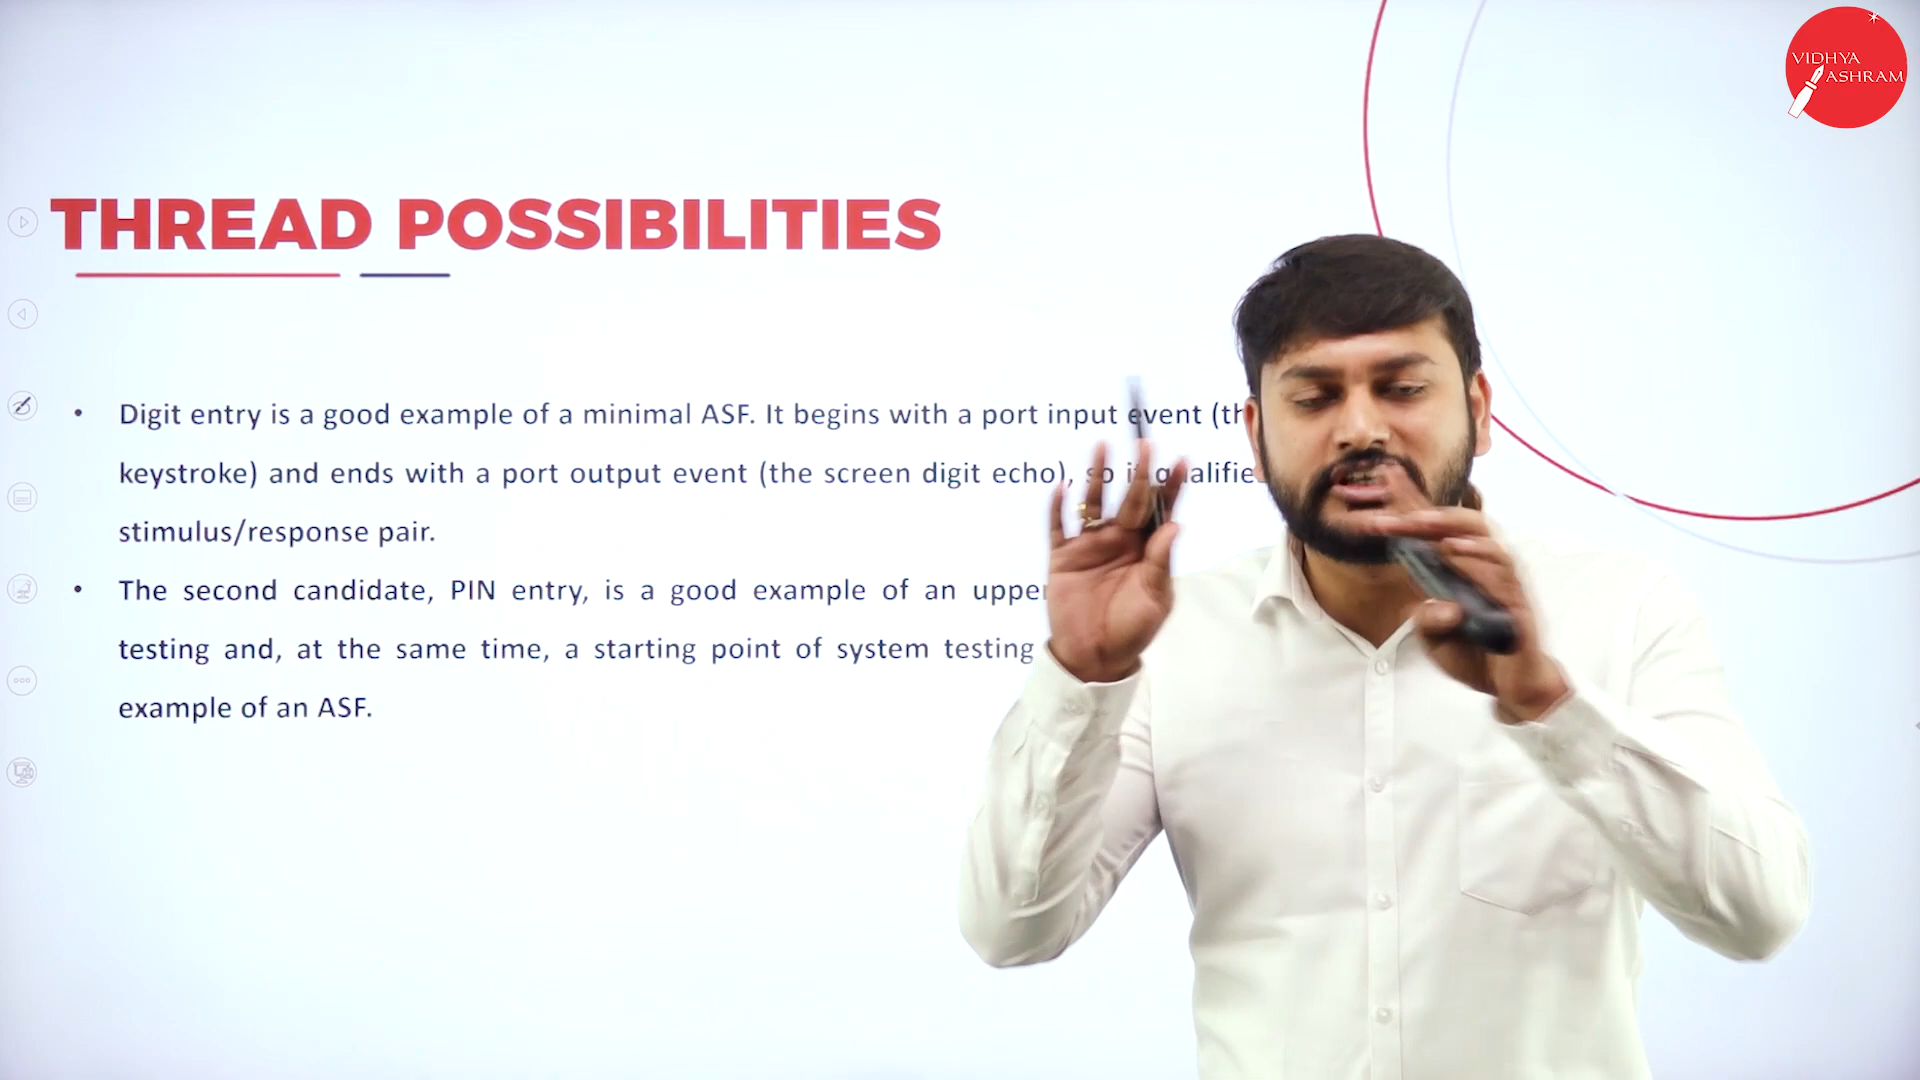 VIDHYA
ASHRAM
THREAD POSSIBILITIES
• Digit entry is a good example of a minimal ASF. It begins with a port input event
keystroke) and ends with a port output event (the screen digit echo), so it
stimulus/response pair.
• The second candidate, PIN entry, is a good example of an
testing and, at the same time, a starting point of system testing
example of an ASF.